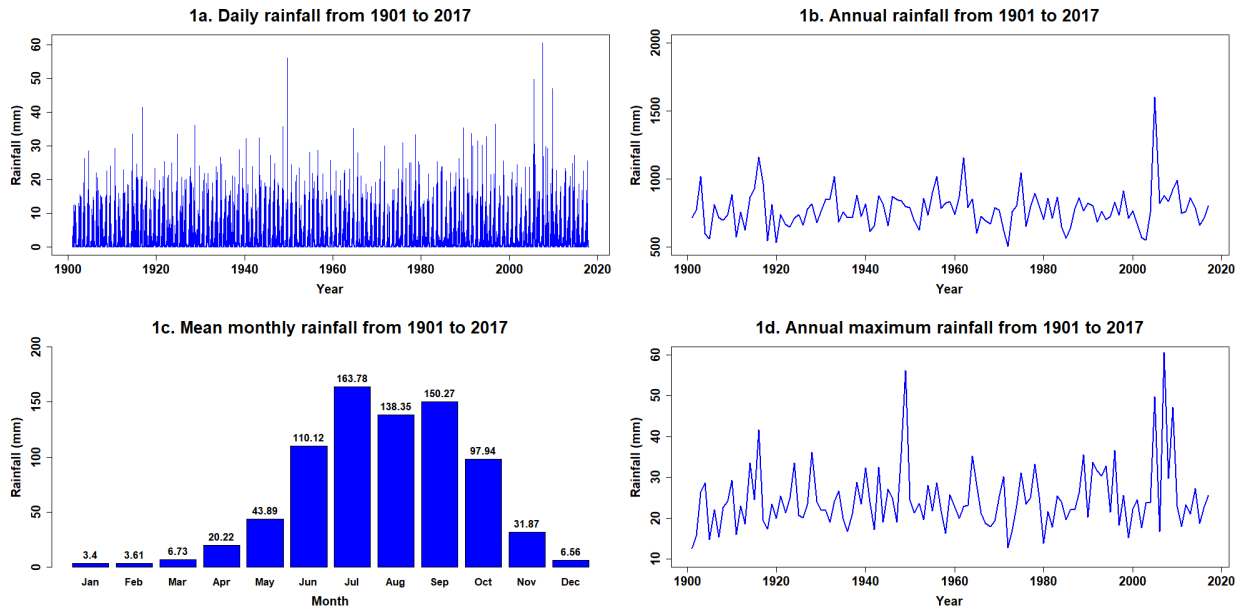 1a. Daily rainfall from 1901 to 2017
Rainfall (mm)
60
50
40
30
20
10
0
1900 1920 1940 1960 1980 2000 2020
Year
1b. Annual rainfall from 1901 to 2017
Rainfall (mm)
2000
1500
1000
500
1900 1920 1940 1960 1980 2000 2020
Year
1c. Mean monthly rainfall from 1901 to 2017
Rainfall (mm)
200
150
100
50
0
3.4 3.61 6.73 20.22 43.89 110.12 163.78 138.35 150.27 97.94 31.87 6.56
Jan Feb Mar Apr May Jun Jul Aug Sep Oct Nov Dec
Month
1d. Annual maximum rainfall from 1901 to 2017
Rainfall (mm)
60
50
40
30
20
10
1900 1920 1940 1960 1980 2000 2020
Year